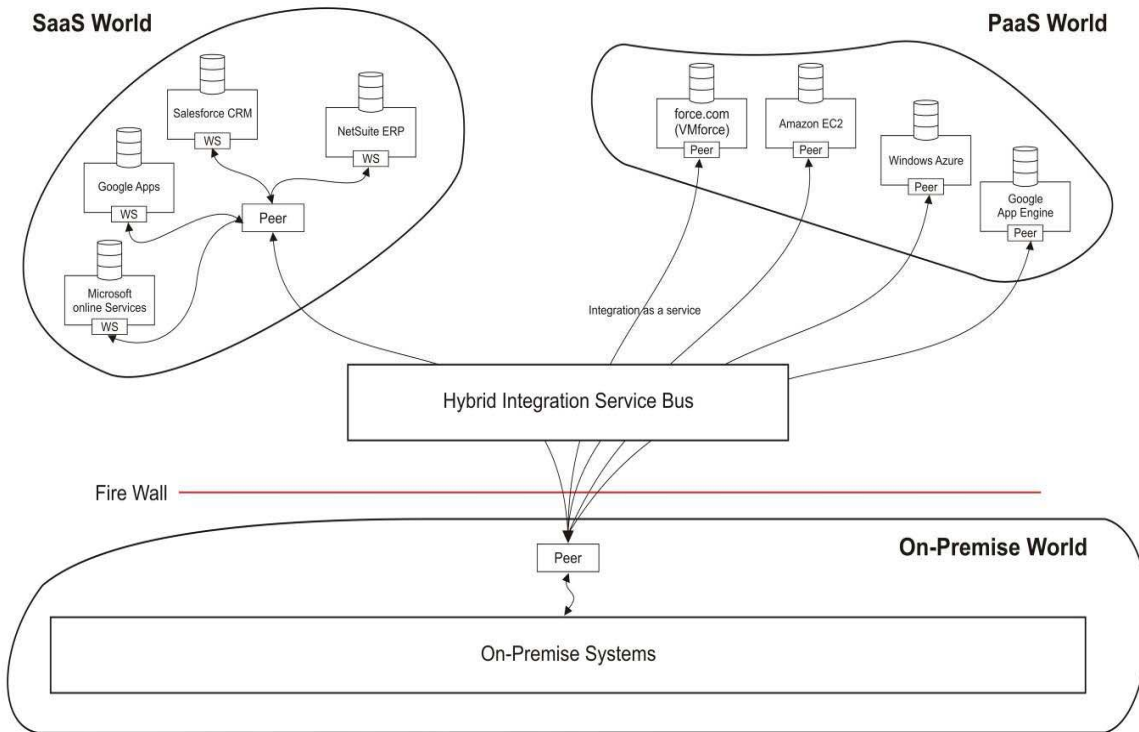 SaaS World
PaaS World
Salesforce CRM
WS
NetSuite ERP
WS
Google Apps
WS
Peer
Microsoft
online Services
WS
force.com
(VMforce)
Peer
Amazon EC2
Peer
Windows Azure
Peer
Google
App Engine
Peer
Integration as a service
Hybrid Integration Service Bus
Fire Wall
On-Premise World
Peer
On-Premise Systems